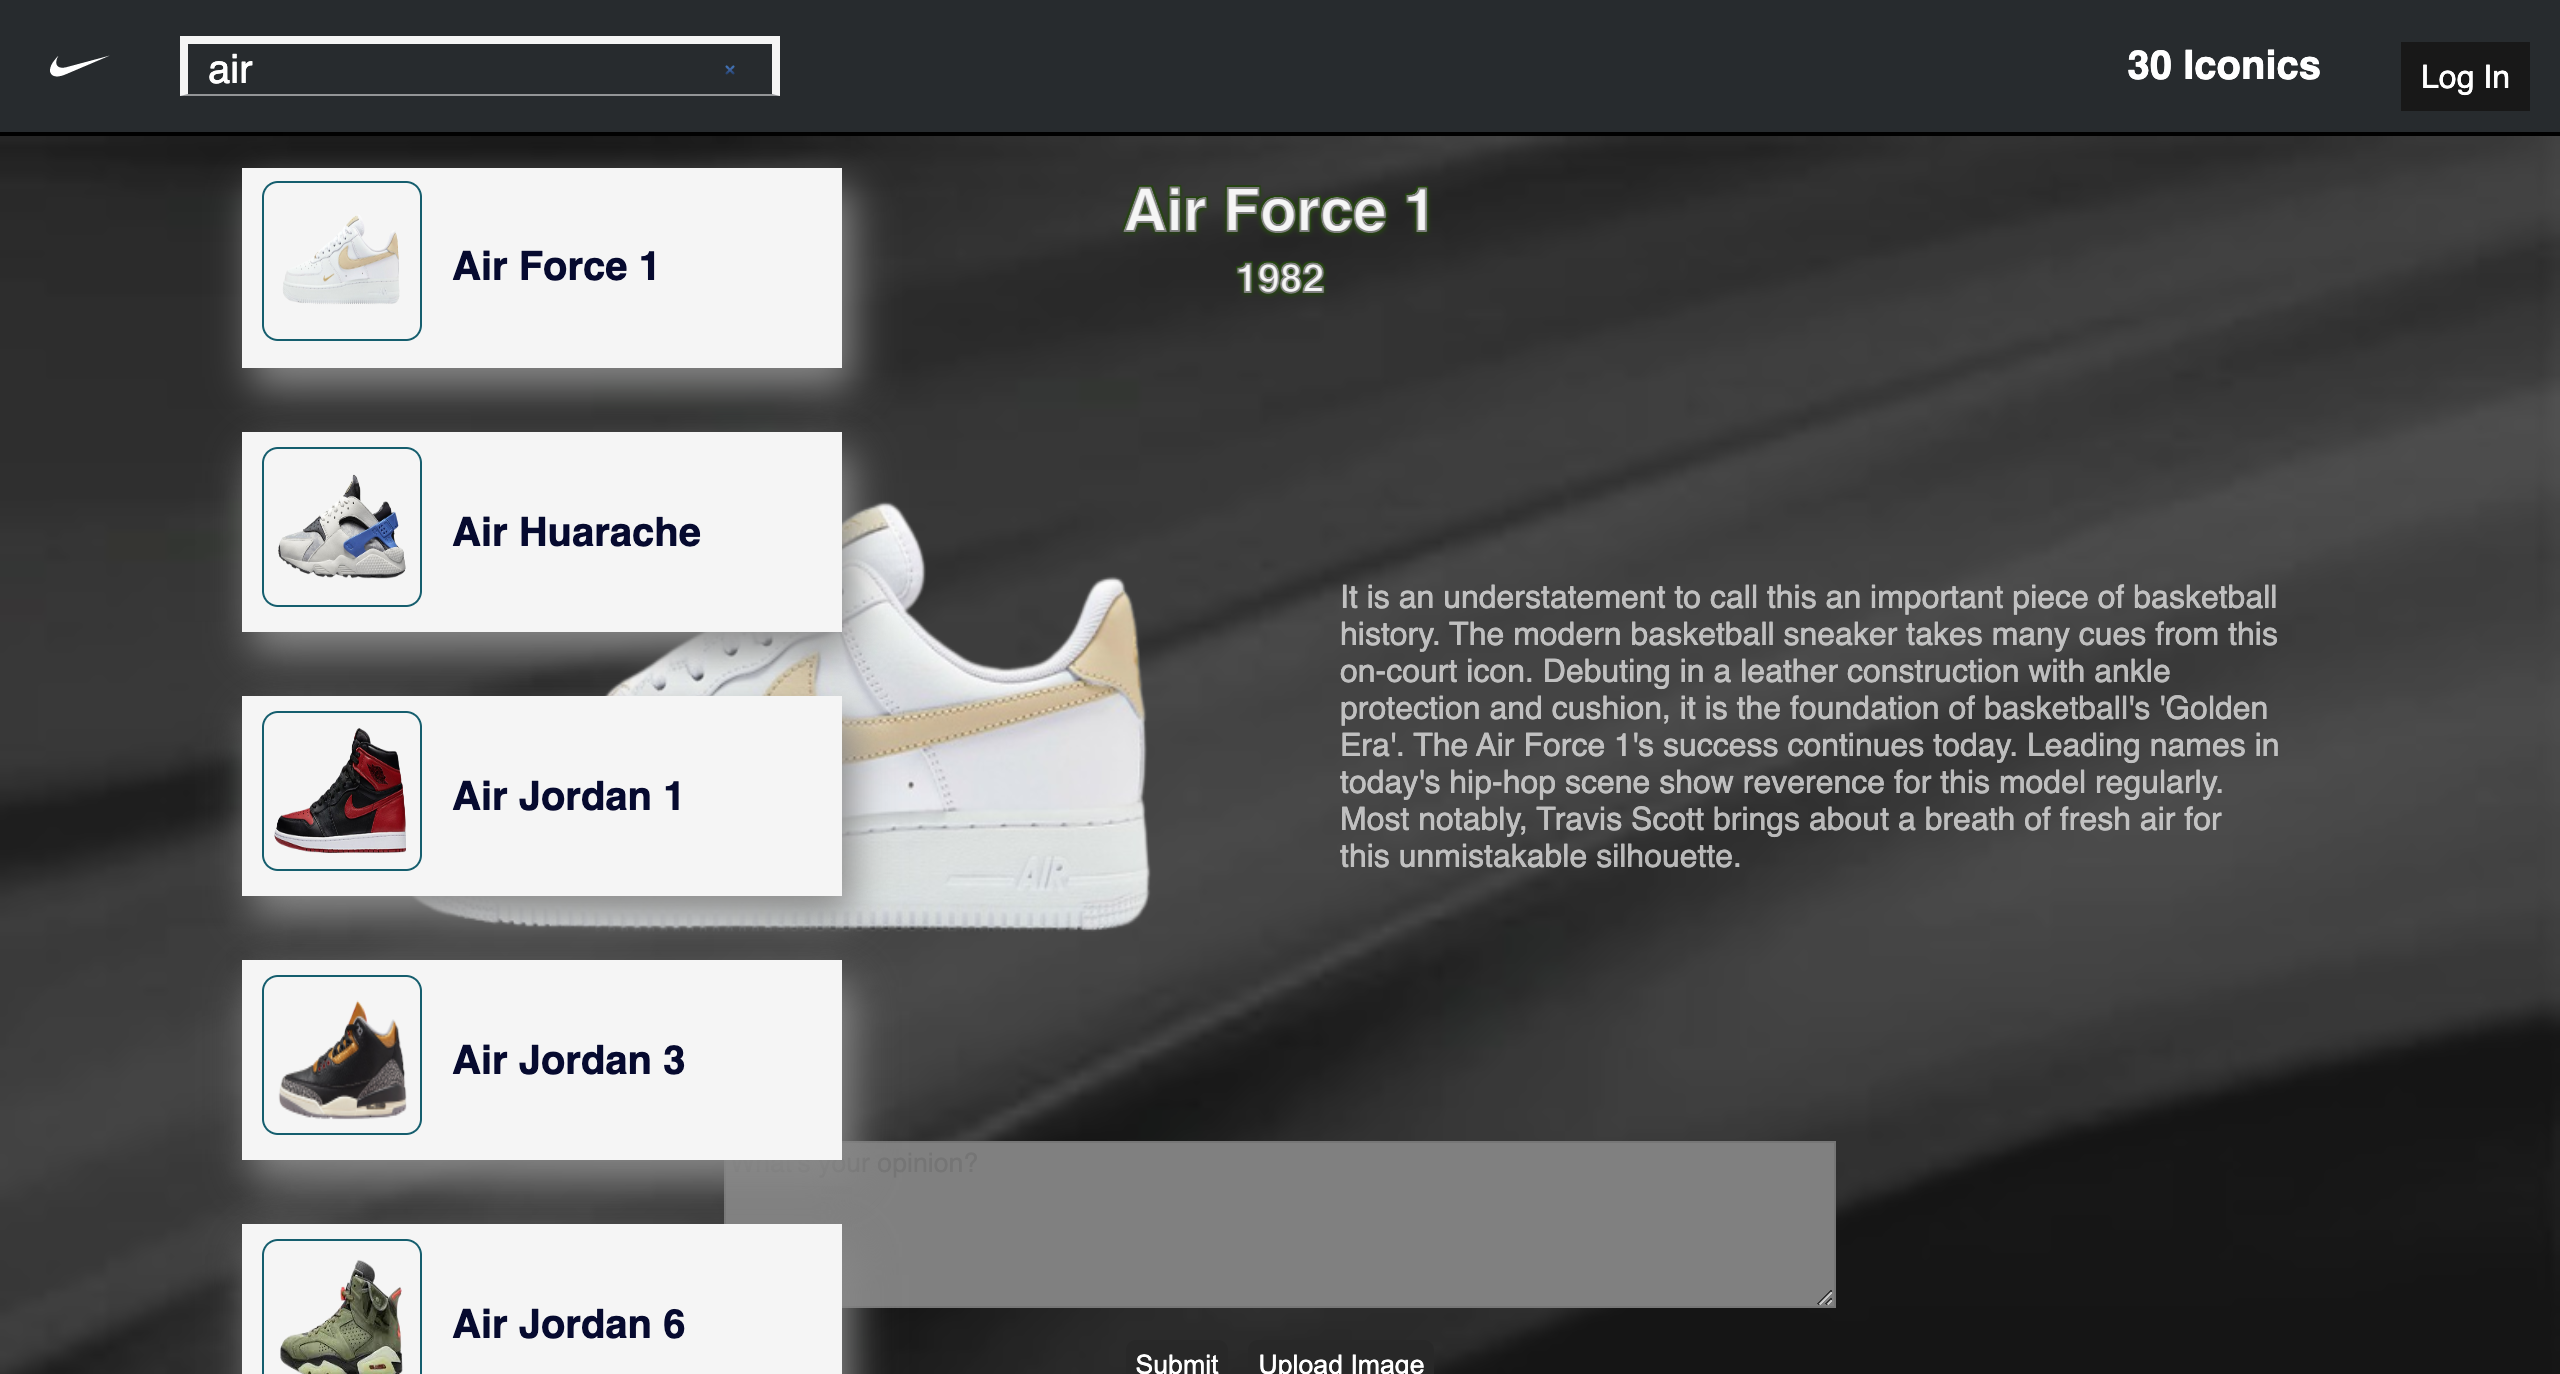 air
×
30 Iconics
Log In
Air Force 1
Air Huarache
Air Jordan 1
Air Jordan 3
Air Jordan 6
Air Force 1
1982
AIR
It is an understatement to call this an important piece of basketball
history. The modern basketball sneaker takes many cues from this
on-court icon. Debuting in a leather construction with ankle
protection and cushion, it is the foundation of basketball's 'Golden
Era'. The Air Force 1's success continues today. Leading names in
today's hip-hop scene show reverence for this model regularly.
Most notably, Travis Scott brings about a breath of fresh air for
this unmistakable silhouette.
What's your opinion?
Submit
Upload Image